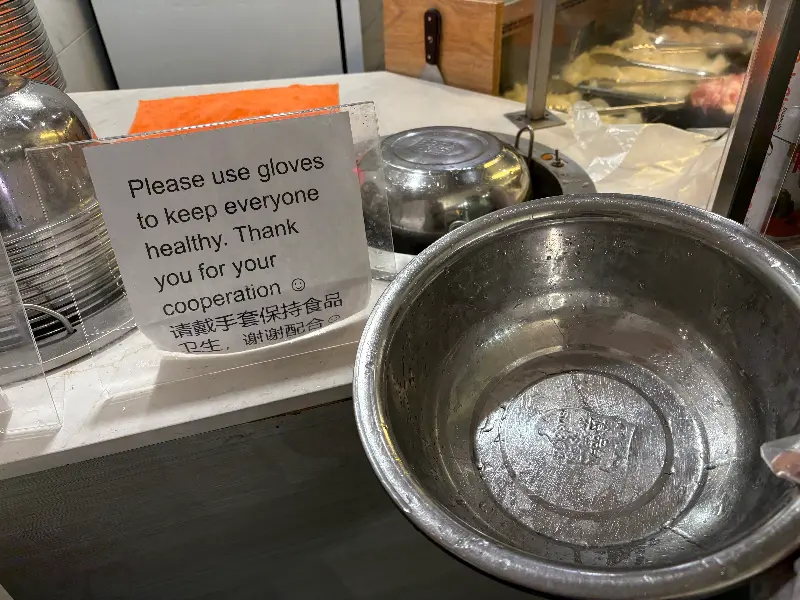 Please use gloves
to keep everyone
healthy. Thank
you for your
cooperation ☺
请戴手套保持食品
卫生，谢谢配合☺